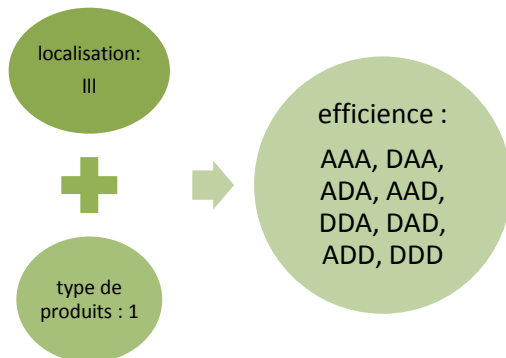 localisation:
III
type de
produits : 1
efficience :
AAA, DAA,
ADA, AAD,
DDA, DAD,
ADD, DDD